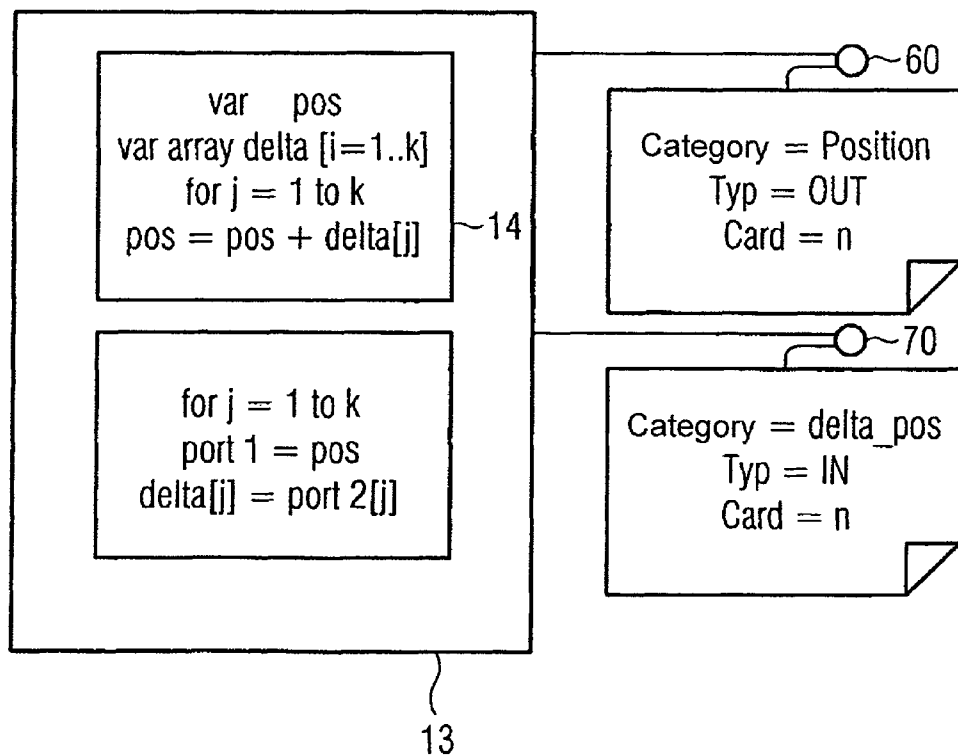 var pos
var array delta [i=1..k]
for j = 1 to k
pos = pos + delta[j]
14
for j = 1 to k
port 1 = pos
delta[j] = port 2[j]
13
60
Category = Position
Typ = OUT
Card = n
70
Category = delta_pos
Typ = IN
Card = n